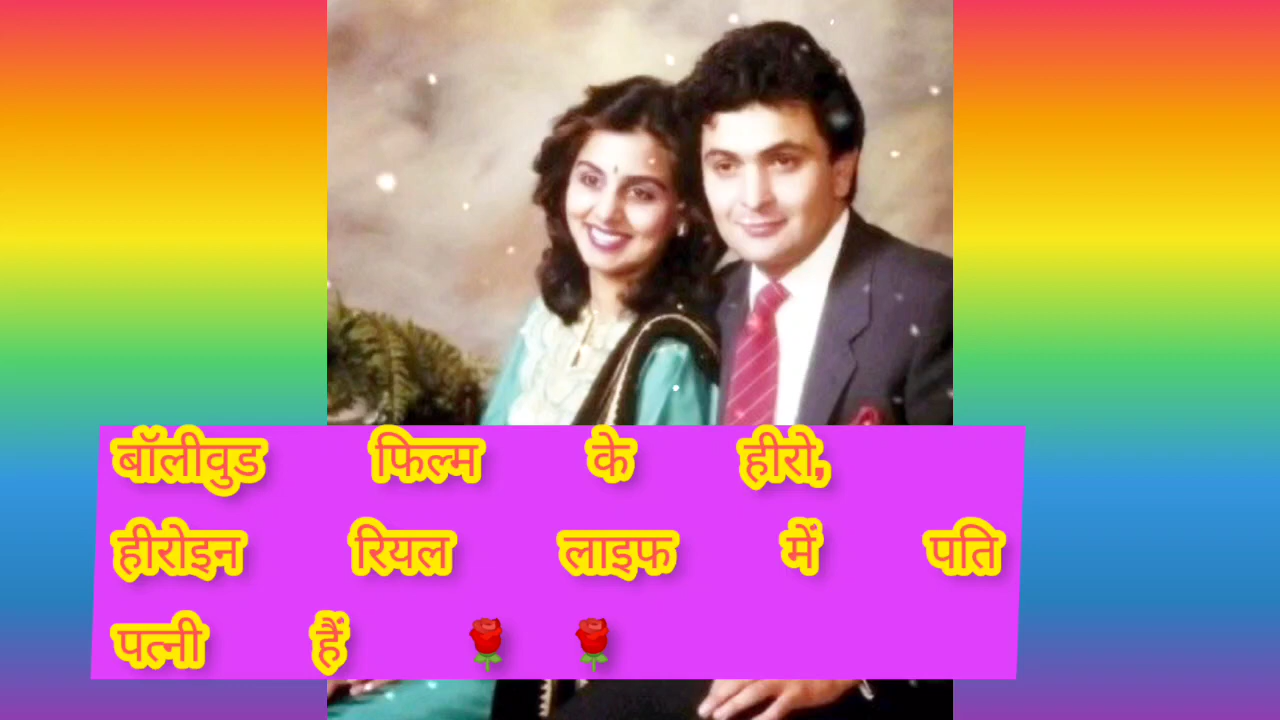 बॉलीवुड फिल्म के हीरो,
हीरोइन रियल लाइफ में पति
पत्नी हैं 🌹 🌹